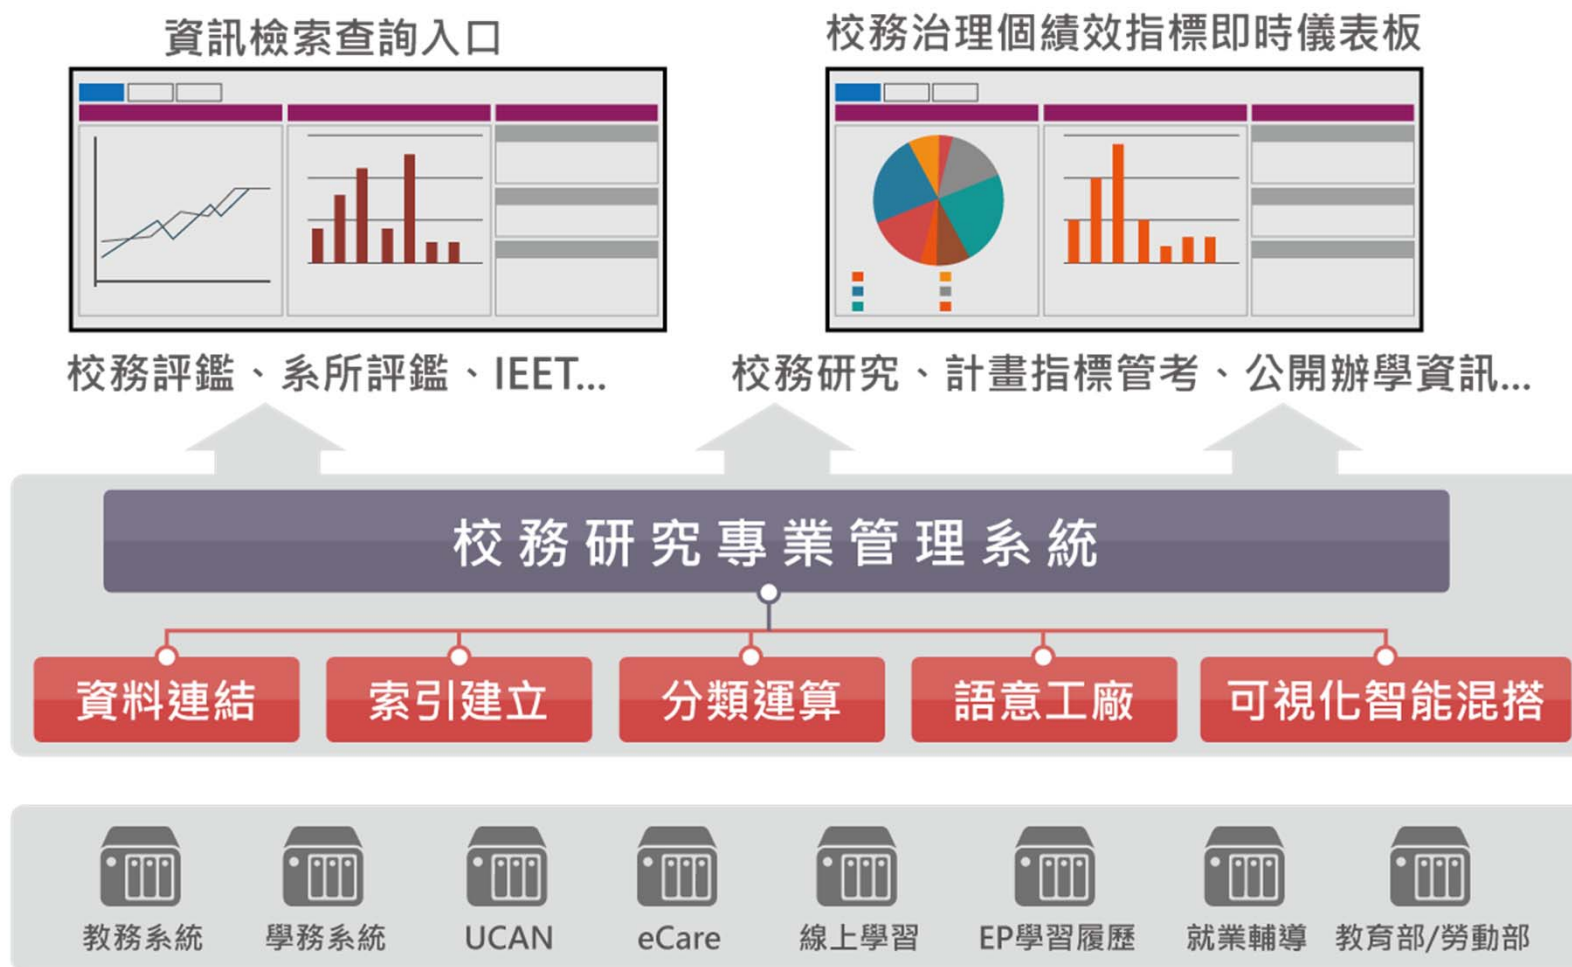 資訊檢索查詢入口
校務治理個績效指標即時儀表板
校務評鑑、系所評鑑、IEET...
校務研究、計畫指標管考、公開辦學資訊...
校務研究專業管理系統
資料連結
索引建立
分類運算
語意工廠
可視化智能混搭
教務系統
學務系統
UCAN
eCare
線上學習
EP學習履歷
就業輔導
教育部/勞動部